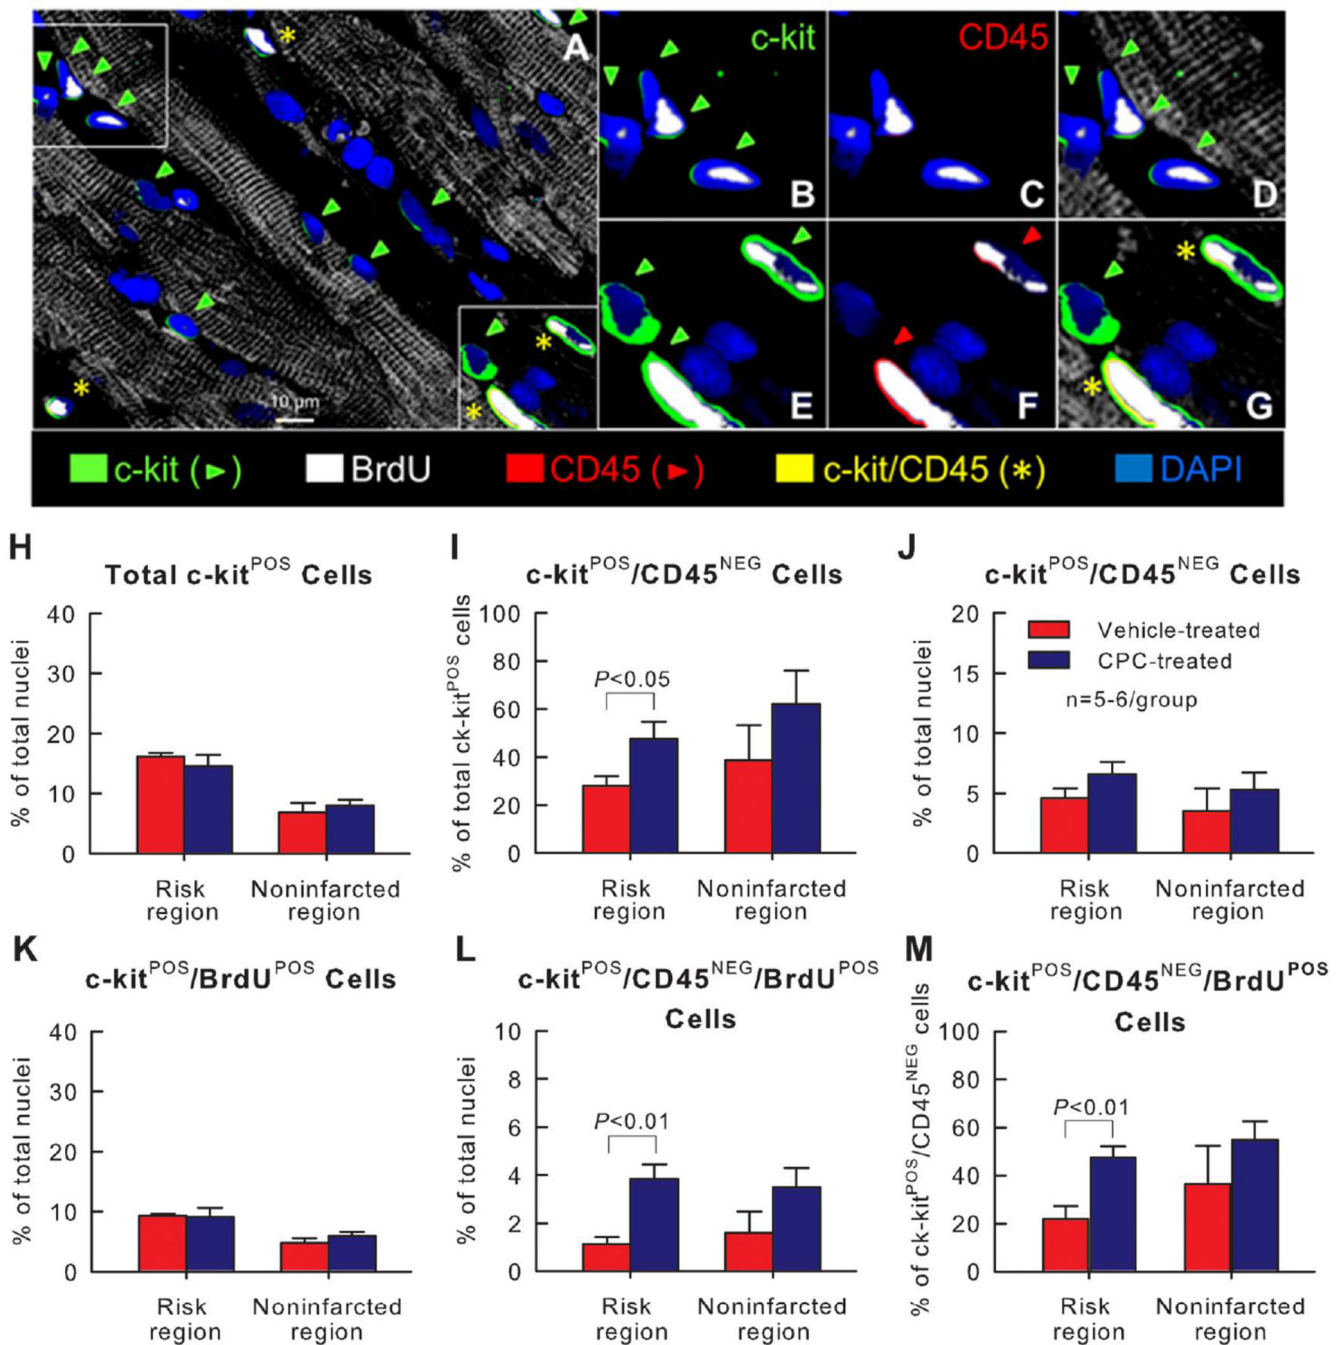 A
c-kit
CD45
B
C
D
10 µm
E
F
G
c-kit (►) BrdU CD45 (►) c-kit/CD45 (*) DAPI
H
Total c-kitPOS Cells
% of total nuclei
40
30
20
10
0
Risk region
Noninfarcted region
I
c-kitPOS/CD45NEG Cells
% of total ck-kitPOS cells
100
80
60
40
20
0
P<0.05
Risk region
Noninfarcted region
J
c-kitPOS/CD45NEG Cells
% of total nuclei
20
15
10
5
0
Vehicle-treated
CPC-treated
n=5-6/group
Risk region
Noninfarcted region
K
c-kitPOS/BrdUPOS Cells
% of total nuclei
40
30
20
10
0
Risk region
Noninfarcted region
L
c-kitPOS/CD45NEG/BrdUPOS
Cells
% of total nuclei
10
8
6
4
2
0
P<0.01
Risk region
Noninfarcted region
M
c-kitPOS/CD45NEG/BrdUPOS
Cells
% of ck-kitPOS/CD45NEG cells
100
80
60
40
20
0
P<0.01
Risk region
Noninfarcted region